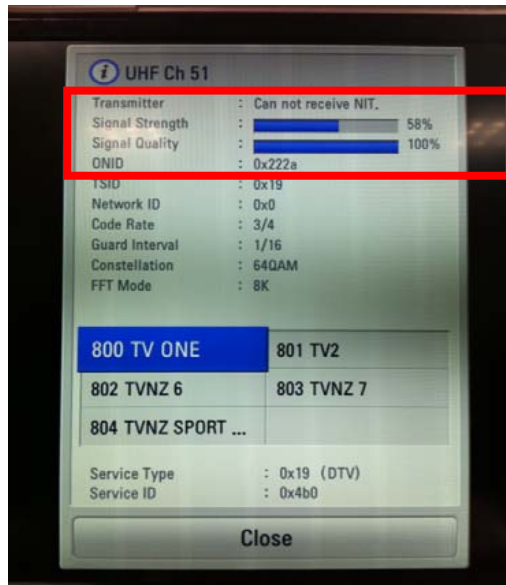 i UHF Ch 51
Transmitter : Can not receive NIT.
Signal Strength : 58%
Signal Quality : 100%
ONID : 0x222a
TSID : 0x19
Network ID : 0x0
Code Rate : 3/4
Guard Interval : 1/16
Constellation : 64QAM
FFT Mode : 8K
800 TV ONE 801 TV2
802 TVNZ 6 803 TVNZ 7
804 TVNZ SPORT ...
Service Type : 0x19 (DTV)
Service ID : 0x4b0
Close